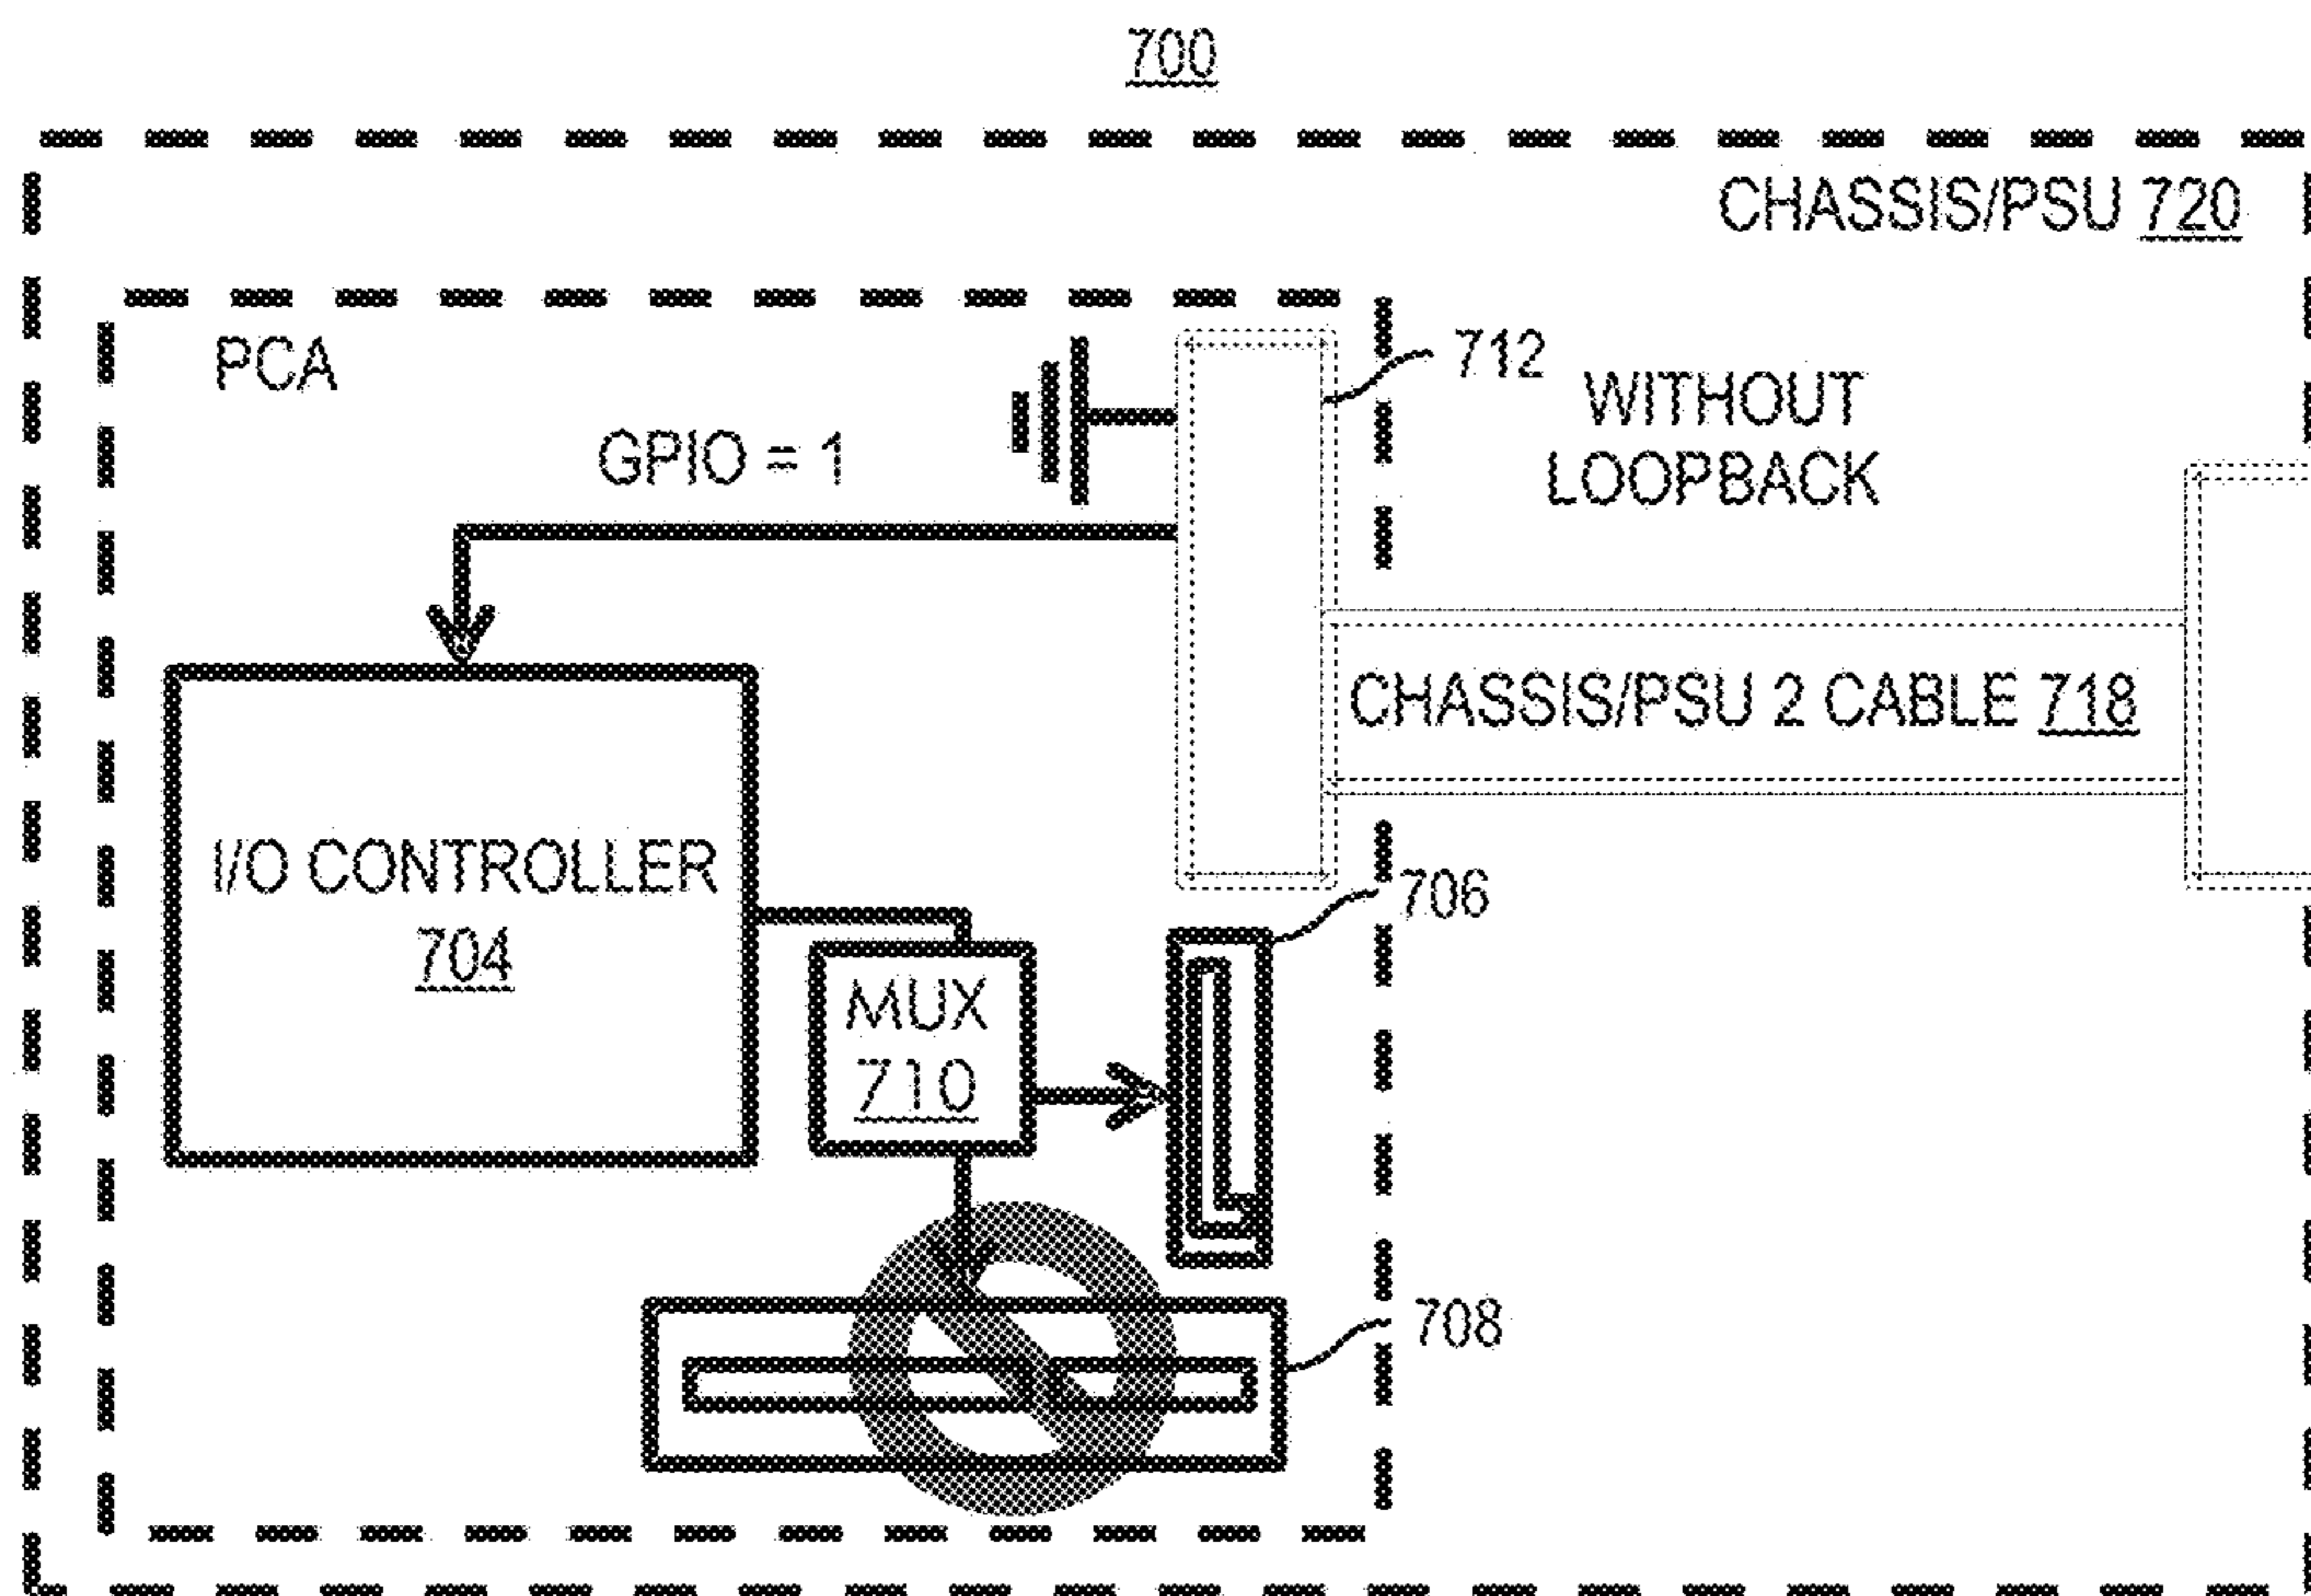 700
CHASSIS/PSU 720
PCA
712
WITHOUT
LOOPBACK
GPIO = 1
CHASSIS/PSU 2 CABLE 718
I/O CONTROLLER
704
706
MUX
710
708